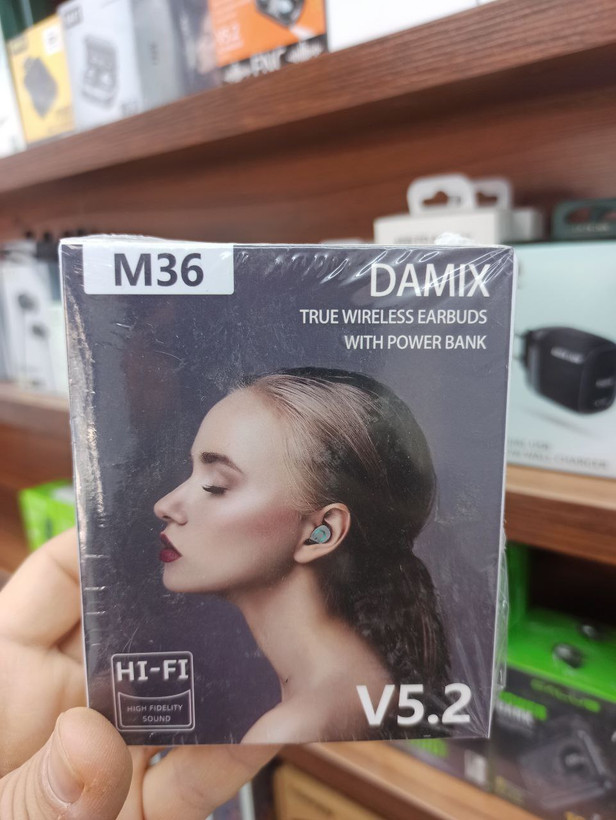 M36
DAMIX
TRUE WIRELESS EARBUDS
WITH POWER BANK
HI-FI
HIGH FIDELITY
SOUND
V5.2